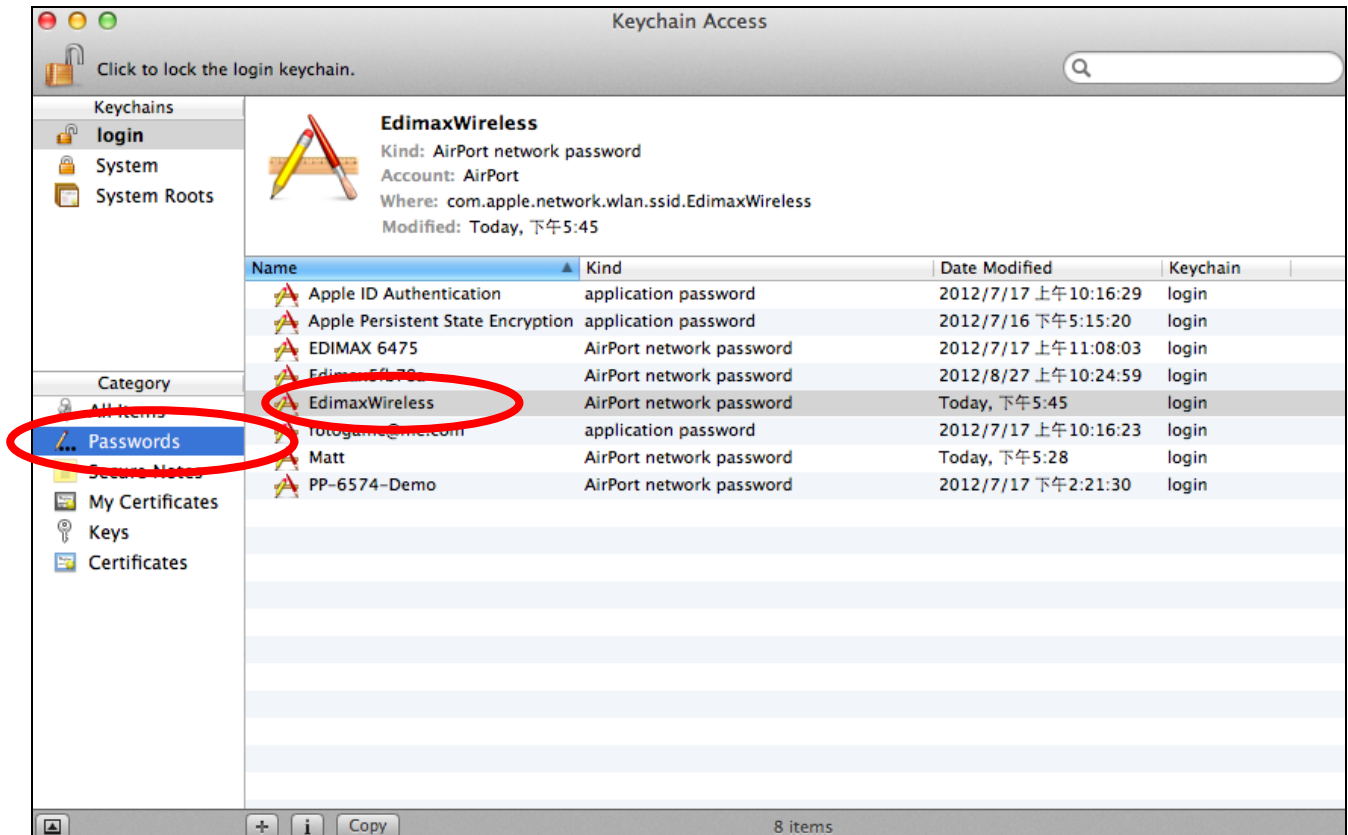 Keychain Access
Click to lock the login keychain.
Keychains
login
System
System Roots
EdimaxWireless
Kind: AirPort network password
Account: AirPort
Where: com.apple.network.wlan.ssid.EdimaxWireless
Modified: Today, 下午5:45
Name Kind Date Modified Keychain
Apple ID Authentication application password 2012/7/17 上午10:16:29 login
Apple Persistent State Encryption application password 2012/7/16 下午5:15:20 login
EDIMAX 6475 AirPort network password 2012/7/17 上午11:08:03 login
AirPort network password 2012/8/27 上午10:24:59 login
EdimaxWireless AirPort network password Today, 下午5:45 login
application password 2012/7/17 上午10:16:23 login
Matt AirPort network password Today, 下午5:28 login
PP-6574-Demo AirPort network password 2012/7/17 下午2:21:30 login
Category
All Items
Passwords
Secure Notes
My Certificates
Keys
Certificates
+ i Copy 8 items